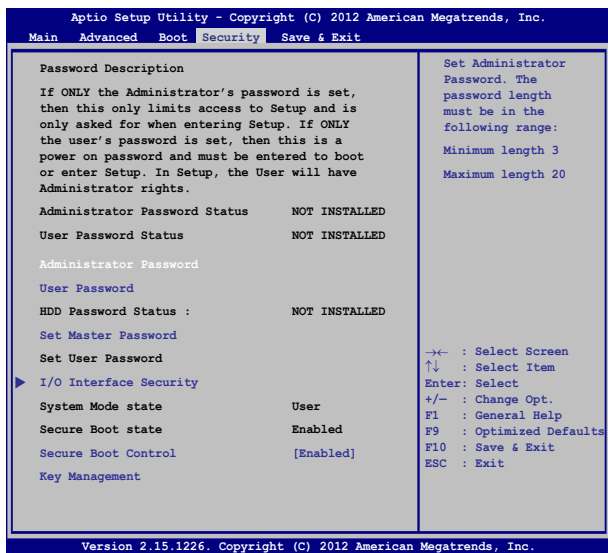 Aptio Setup Utility - Copyright (C) 2012 American Megatrends, Inc.
Main Advanced Boot Security Save & Exit
Password Description
If ONLY the Administrator's password is set,
then this only limits access to Setup and is
only asked for when entering Setup. If ONLY
the user's password is set, then this is a
power on password and must be entered to boot
or enter Setup. In Setup, the User will have
Administrator rights.
Administrator Password Status NOT INSTALLED
User Password Status NOT INSTALLED
Administrator Password
User Password
HDD Password Status : NOT INSTALLED
Set Master Password
Set User Password
I/O Interface Security
System Mode state User
Secure Boot state Enabled
Secure Boot Control [Enabled]
Key Management
Set Administrator
Password. The
password length
must be in the
following range:
Minimum length 3
Maximum length 20
→← : Select Screen
↑↓ : Select Item
Enter: Select
+/— : Change Opt.
F1 : General Help
F9 : Optimized Defaults
F10 : Save & Exit
ESC : Exit
Version 2.15.1226. Copyright (C) 2012 American Megatrends, Inc.